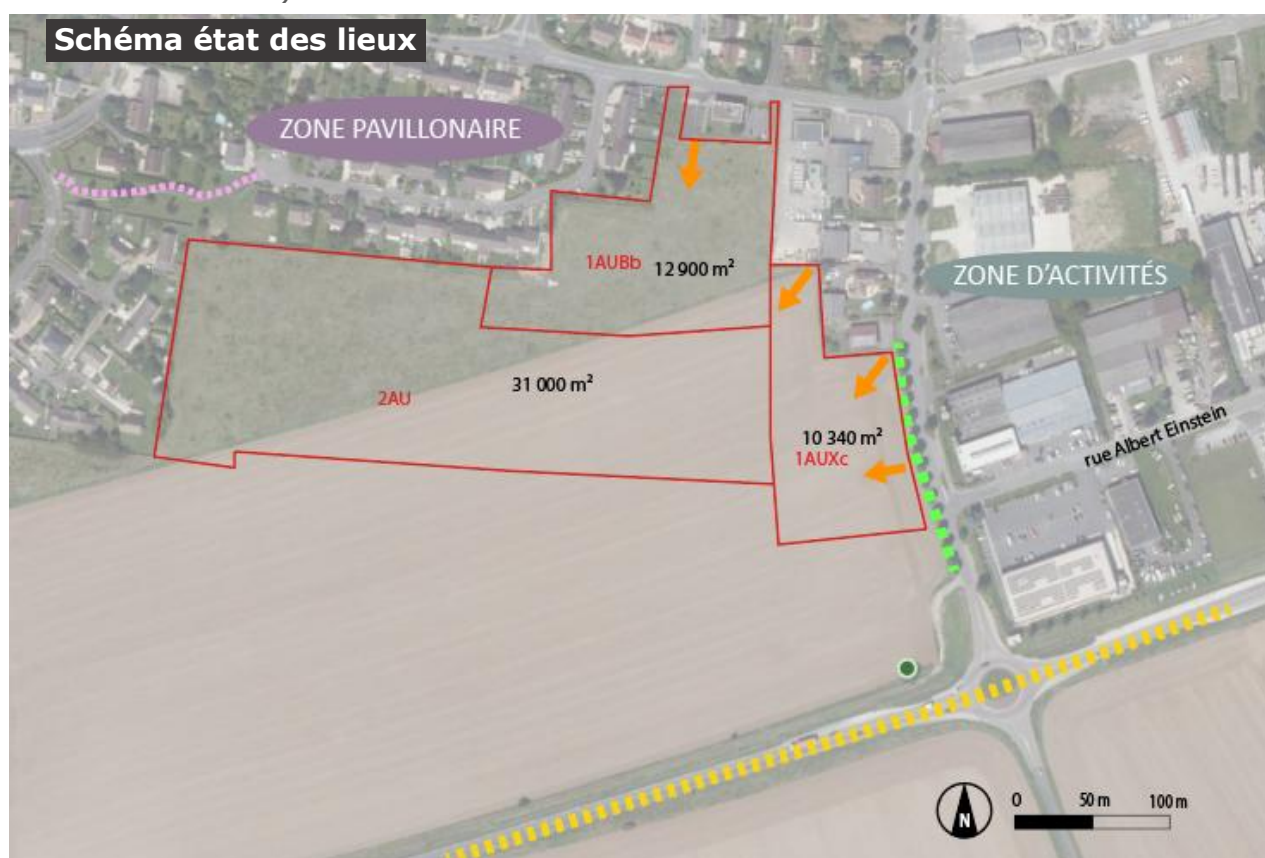 Schéma état des lieux
ZONE PAVILLONAIRE
1AUBb 12 900 m²
ZONE D'ACTIVITÉS
31 000 m²
2AU
10 340 m²
1AUXc
rue Albert Einstein
N
0 50 m 100 m